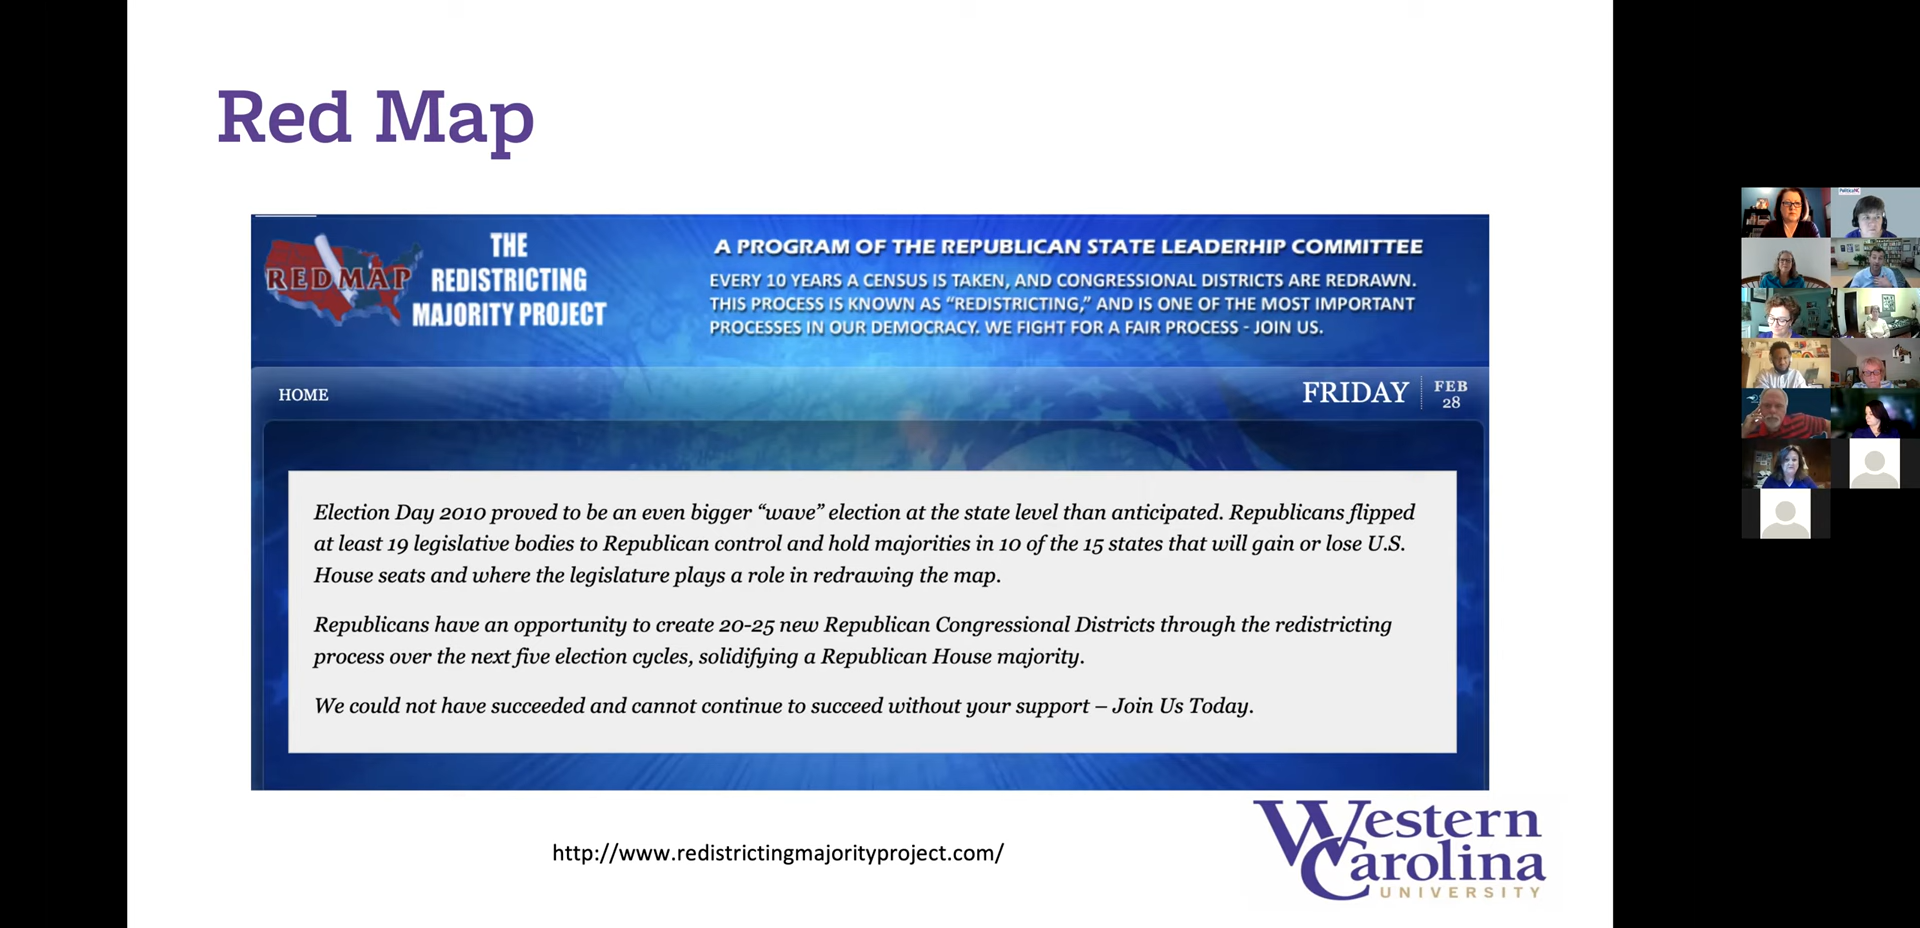 Red Map
REDMAP
THE
REDISTRICTING
MAJORITY PROJECT
A PROGRAM OF THE REPUBLICAN STATE LEADERHIP COMMITTEE
EVERY 10 YEARS A CENSUS IS TAKEN, AND CONGRESSIONAL DISTRICTS ARE REDRAWN.
THIS PROCESS IS KNOWN AS “REDISTRICTING,” AND IS ONE OF THE MOST IMPORTANT
PROCESSES IN OUR DEMOCRACY. WE FIGHT FOR A FAIR PROCESS - JOIN US.
HOME
FRIDAY
FEB
28
Election Day 2010 proved to be an even bigger “wave” election at the state level than anticipated. Republicans flipped
at least 19 legislative bodies to Republican control and hold majorities in 10 of the 15 states that will gain or lose U.S.
House seats and where the legislature plays a role in redrawing the map.
Republicans have an opportunity to create 20-25 new Republican Congressional Districts through the redistricting
process over the next five election cycles, solidifying a Republican House majority.
We could not have succeeded and cannot continue to succeed without your support – Join Us Today.
http://www.redistrictingmajorityproject.com/
Western
Carolina
UNIVERSITY